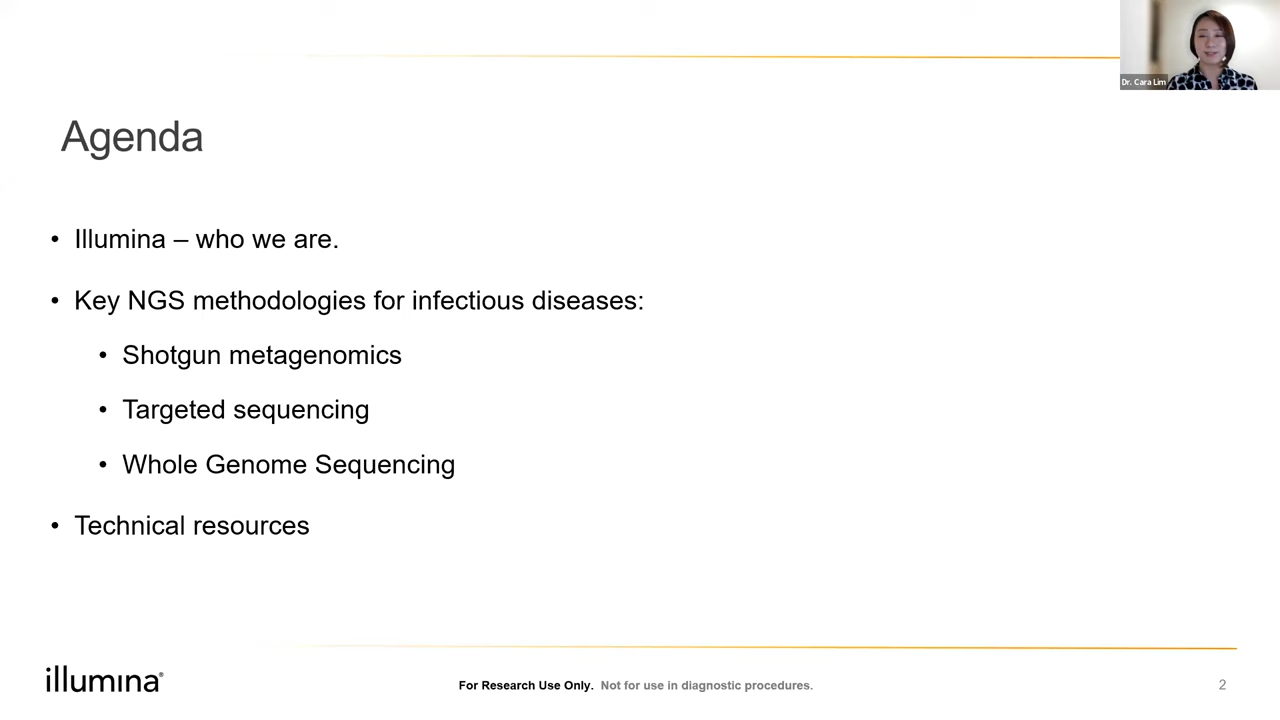 Dr. Cara Lim
Agenda
• Illumina – who we are.
• Key NGS methodologies for infectious diseases:
• Shotgun metagenomics
• Targeted sequencing
• Whole Genome Sequencing
• Technical resources
illumina®
For Research Use Only. Not for use in diagnostic procedures.
2